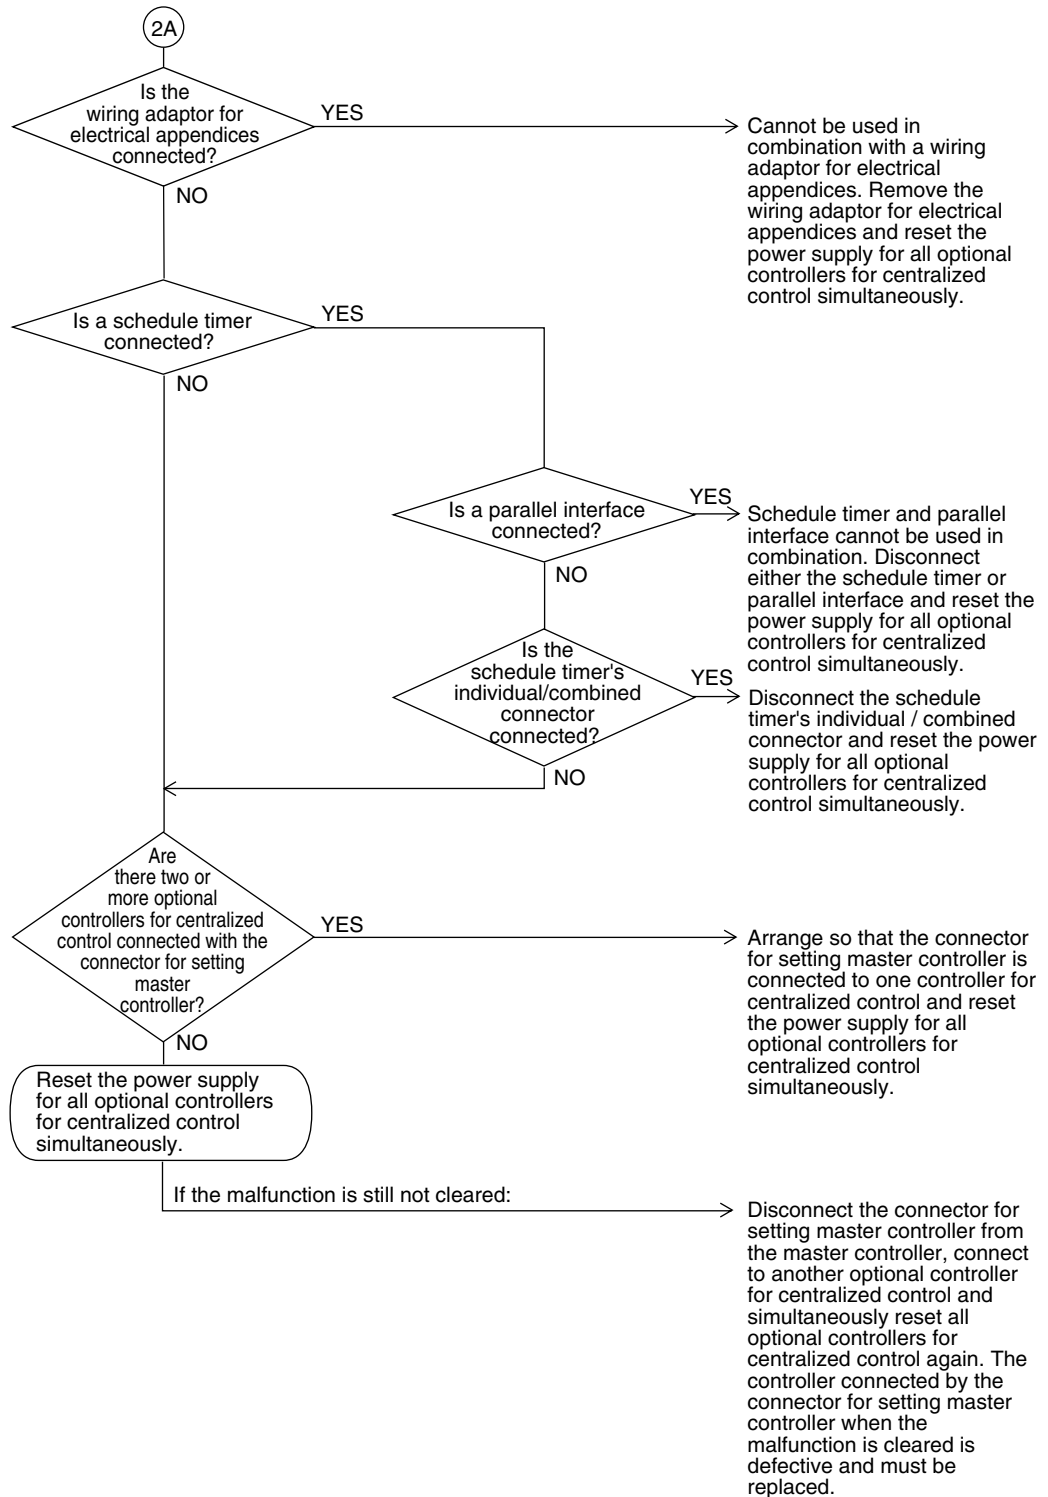 2A
Is the
wiring adaptor for
electrical appendices
connected?
YES
NO
Cannot be used in
combination with a wiring
adaptor for electrical
appendices. Remove the
wiring adaptor for electrical
appendices and reset the
power supply for all optional
controllers for centralized
control simultaneously.
Is a schedule timer
connected?
YES
NO
Is a parallel interface
connected?
YES
NO
Schedule timer and parallel
interface cannot be used in
combination. Disconnect
either the schedule timer or
parallel interface and reset the
power supply for all optional
controllers for centralized
control simultaneously.
Is the
schedule timer's
individual/combined
connector
connected?
YES
NO
Disconnect the schedule
timer's individual / combined
connector and reset the power
supply for all optional
controllers for centralized
control simultaneously.
Are
there two or
more optional
controllers for centralized
control connected with the
connector for setting
master
controller?
YES
NO
Arrange so that the connector
for setting master controller is
connected to one controller for
centralized control and reset
the power supply for all
optional controllers for
centralized control
simultaneously.
Reset the power supply
for all optional controllers
for centralized control
simultaneously.
If the malfunction is still not cleared:
Disconnect the connector for
setting master controller from
the master controller, connect
to another optional controller
for centralized control and
simultaneously reset all
optional controllers for
centralized control again. The
controller connected by the
connector for setting master
controller when the
malfunction is cleared is
defective and must be
replaced.